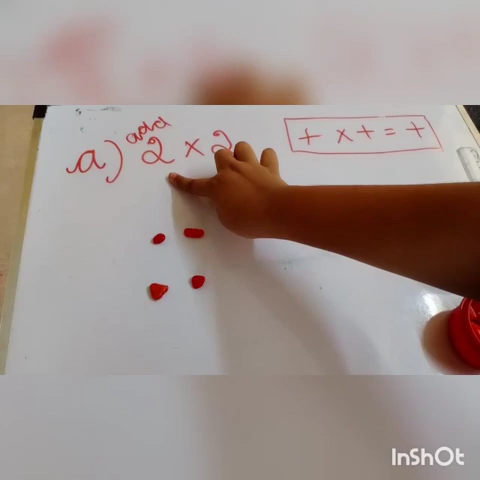 add
a) 2 × 2
+ × + = +
InShOt